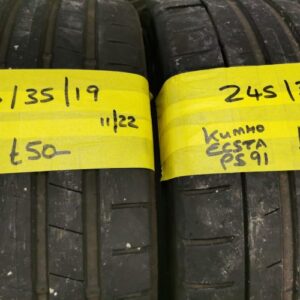 /35/19
11/22
£50-
245/3
KUMHO
ECSTA
PS91